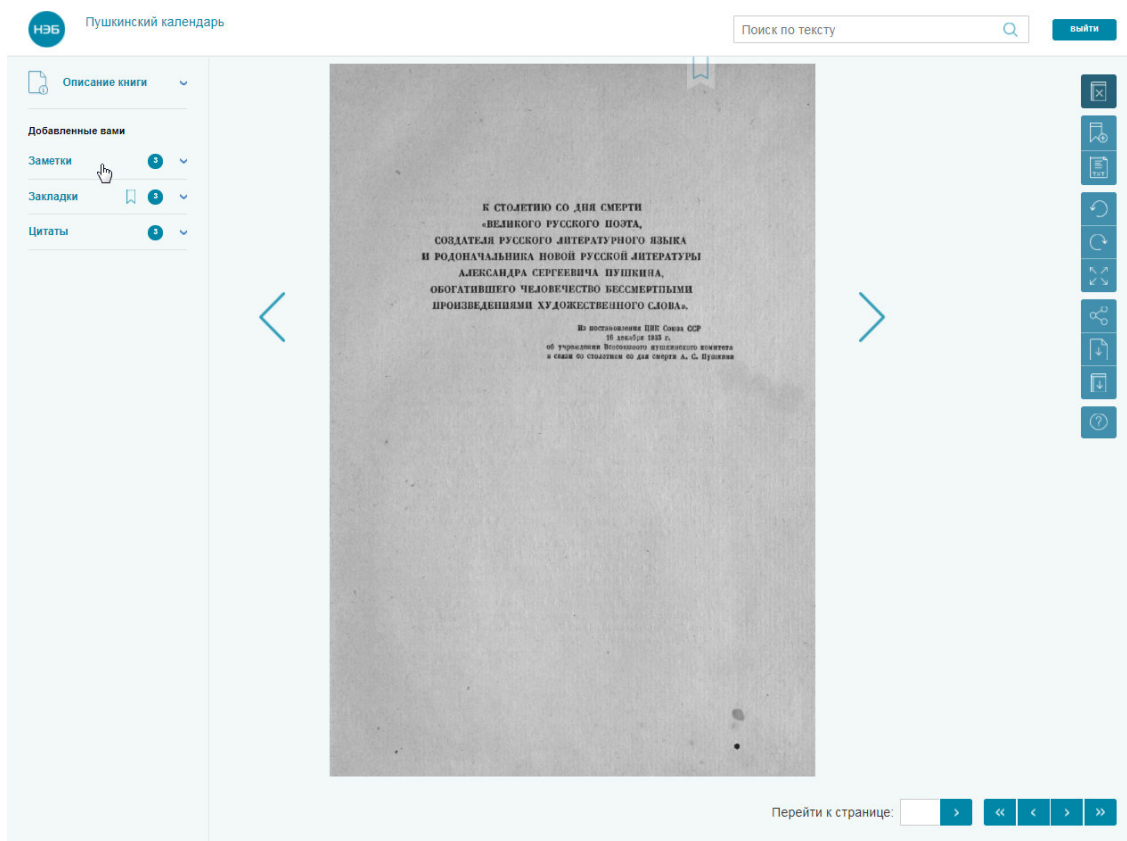 НЭБ
Пушкинский календарь
Поиск по тексту
выйти
Описание книги
Добавленные вами
Заметки 3
Закладки 3
Цитаты 3
К СТОЛЕТИЮ СО ДНЯ СМЕРТИ
«ВЕЛИКОГО РУССКОГО ПОЭТА,
СОЗДАТЕЛЯ РУССКОГО ЛИТЕРАТУРНОГО ЯЗЫКА
И РОДОНАЧАЛЬНИКА НОВОЙ РУССКОЙ ЛИТЕРАТУРЫ
АЛЕКСАНДРА СЕРГЕЕВИЧА ПУШКИНА,
ОБОГАТИВШЕГО ЧЕЛОВЕЧЕСТВО БЕССМЕРТНЫМИ
ПРОИЗВЕДЕНИЯМИ ХУДОЖЕСТВЕННОГО СЛОВА».
Из постановления ЦИК Союза ССР
16 декабря 1935 г.
об учреждении Всесоюзного пушкинского комитета
в связи со столетием со дня смерти А. С. Пушкина
TXT
Перейти к странице: